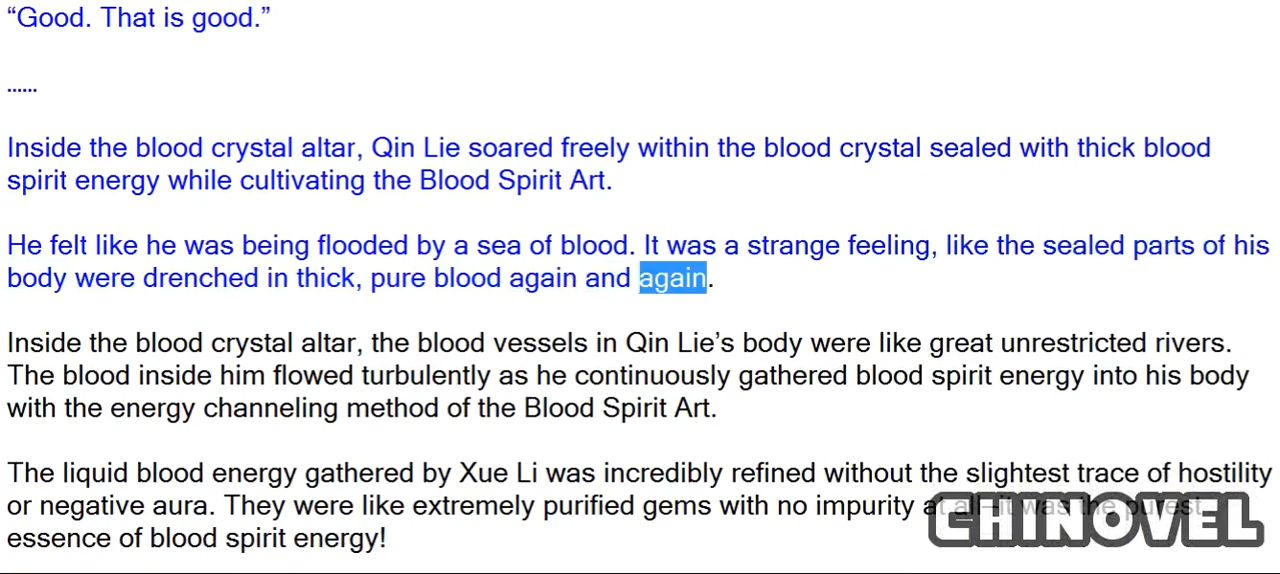 “Good. That is good.”
......
Inside the blood crystal altar, Qin Lie soared freely within the blood crystal sealed with thick blood
spirit energy while cultivating the Blood Spirit Art.
He felt like he was being flooded by a sea of blood. It was a strange feeling, like the sealed parts of his
body were drenched in thick, pure blood again and again.
Inside the blood crystal altar, the blood vessels in Qin Lie’s body were like great unrestricted rivers.
The blood inside him flowed turbulently as he continuously gathered blood spirit energy into his body
with the energy channeling method of the Blood Spirit Art.
The liquid blood energy gathered by Xue Li was incredibly refined without the slightest trace of hostility
or negative aura. They were like extremely purified gems with no impurity at all—it was the purest
essence of blood spirit energy!
CHINOVEL